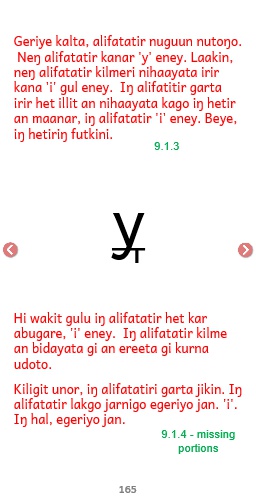 Geriye kalta, alifatatir nuguun nutoŋo.
Neŋ alifatatir kanar 'y' eney. Laakin,
neŋ alifatatir kilmeri nihaayata irir
kana 'i' gul eney. Iŋ alifatitir garta
irir het illit an nihaayata kago iŋ hetir
an maanar, iŋ alifatatir 'i' eney. Beye,
iŋ hetiriŋ futkini.
9.1.3
y
T
Hi wakit gulu iŋ alifatatir het kar
abugare, 'i' eney. Iŋ alifatatir kilme
an bidayata gi an ereeta gi kurna
udoto.
Kiligit unor, iŋ alifatatiri garta jikin. Iŋ
alifatatir lakgo jarnigo egeriyo jan. 'i'.
Iŋ hal, egeriyo jan.
9.1.4 - missing
portions
165